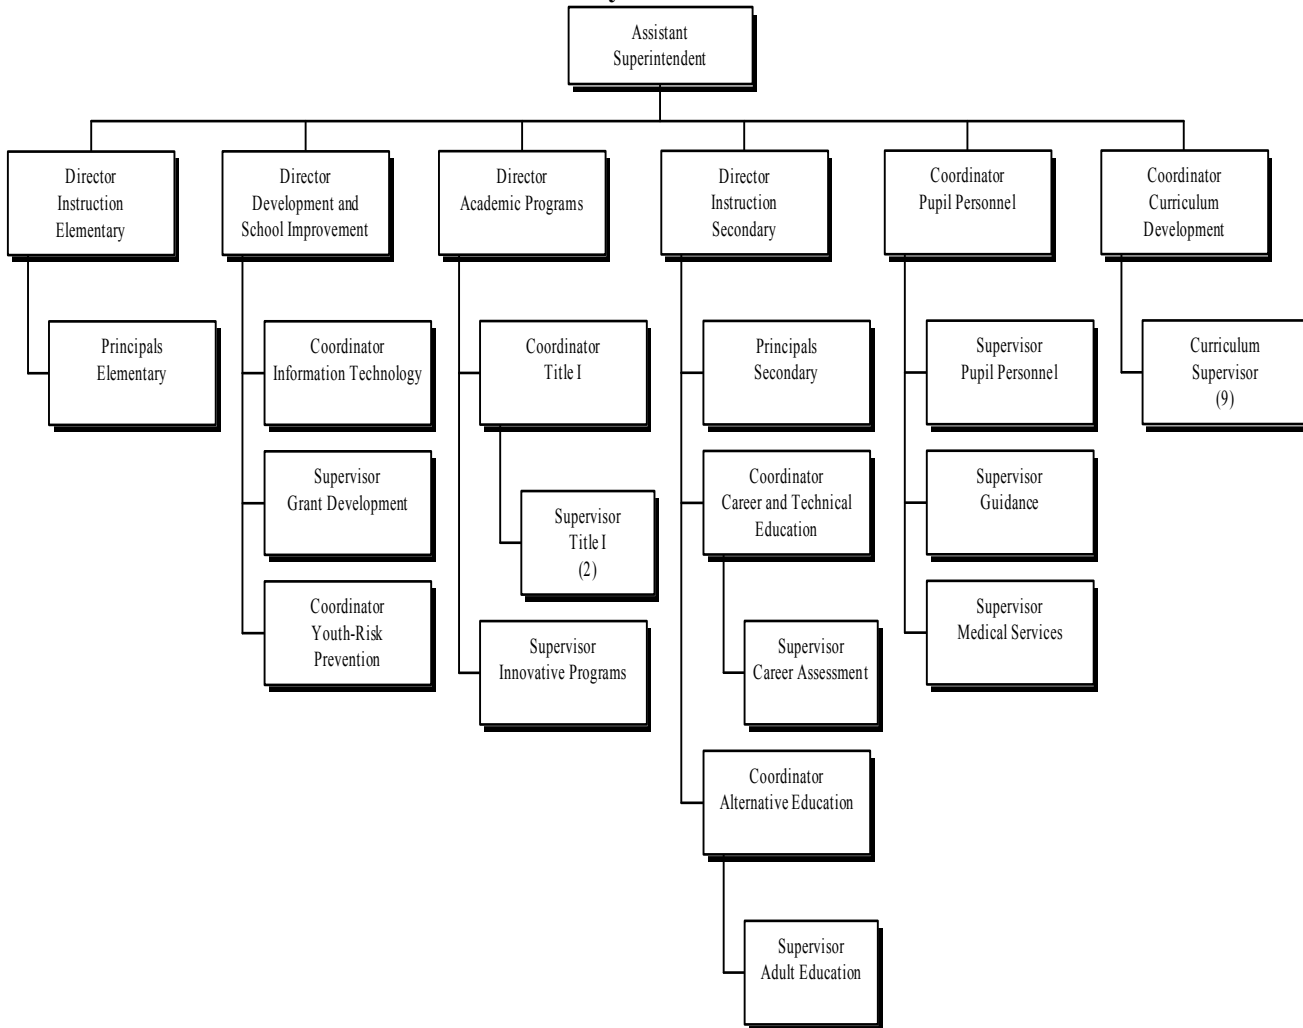 Assistant
Superintendent
Director
Instruction
Elementary
Director
Development and
School Improvement
Director
Academic Programs
Director
Instruction
Secondary
Coordinator
Pupil Personnel
Coordinator
Curriculum
Development
Principals
Elementary
Coordinator
Information Technology
Supervisor
Grant Development
Coordinator
Youth-Risk
Prevention
Coordinator
Title I
Supervisor
Title I
(2)
Supervisor
Innovative Programs
Principals
Secondary
Coordinator
Career and Technical
Education
Supervisor
Career Assessment
Coordinator
Alternative Education
Supervisor
Adult Education
Supervisor
Pupil Personnel
Supervisor
Guidance
Supervisor
Medical Services
Curriculum
Supervisor
(9)